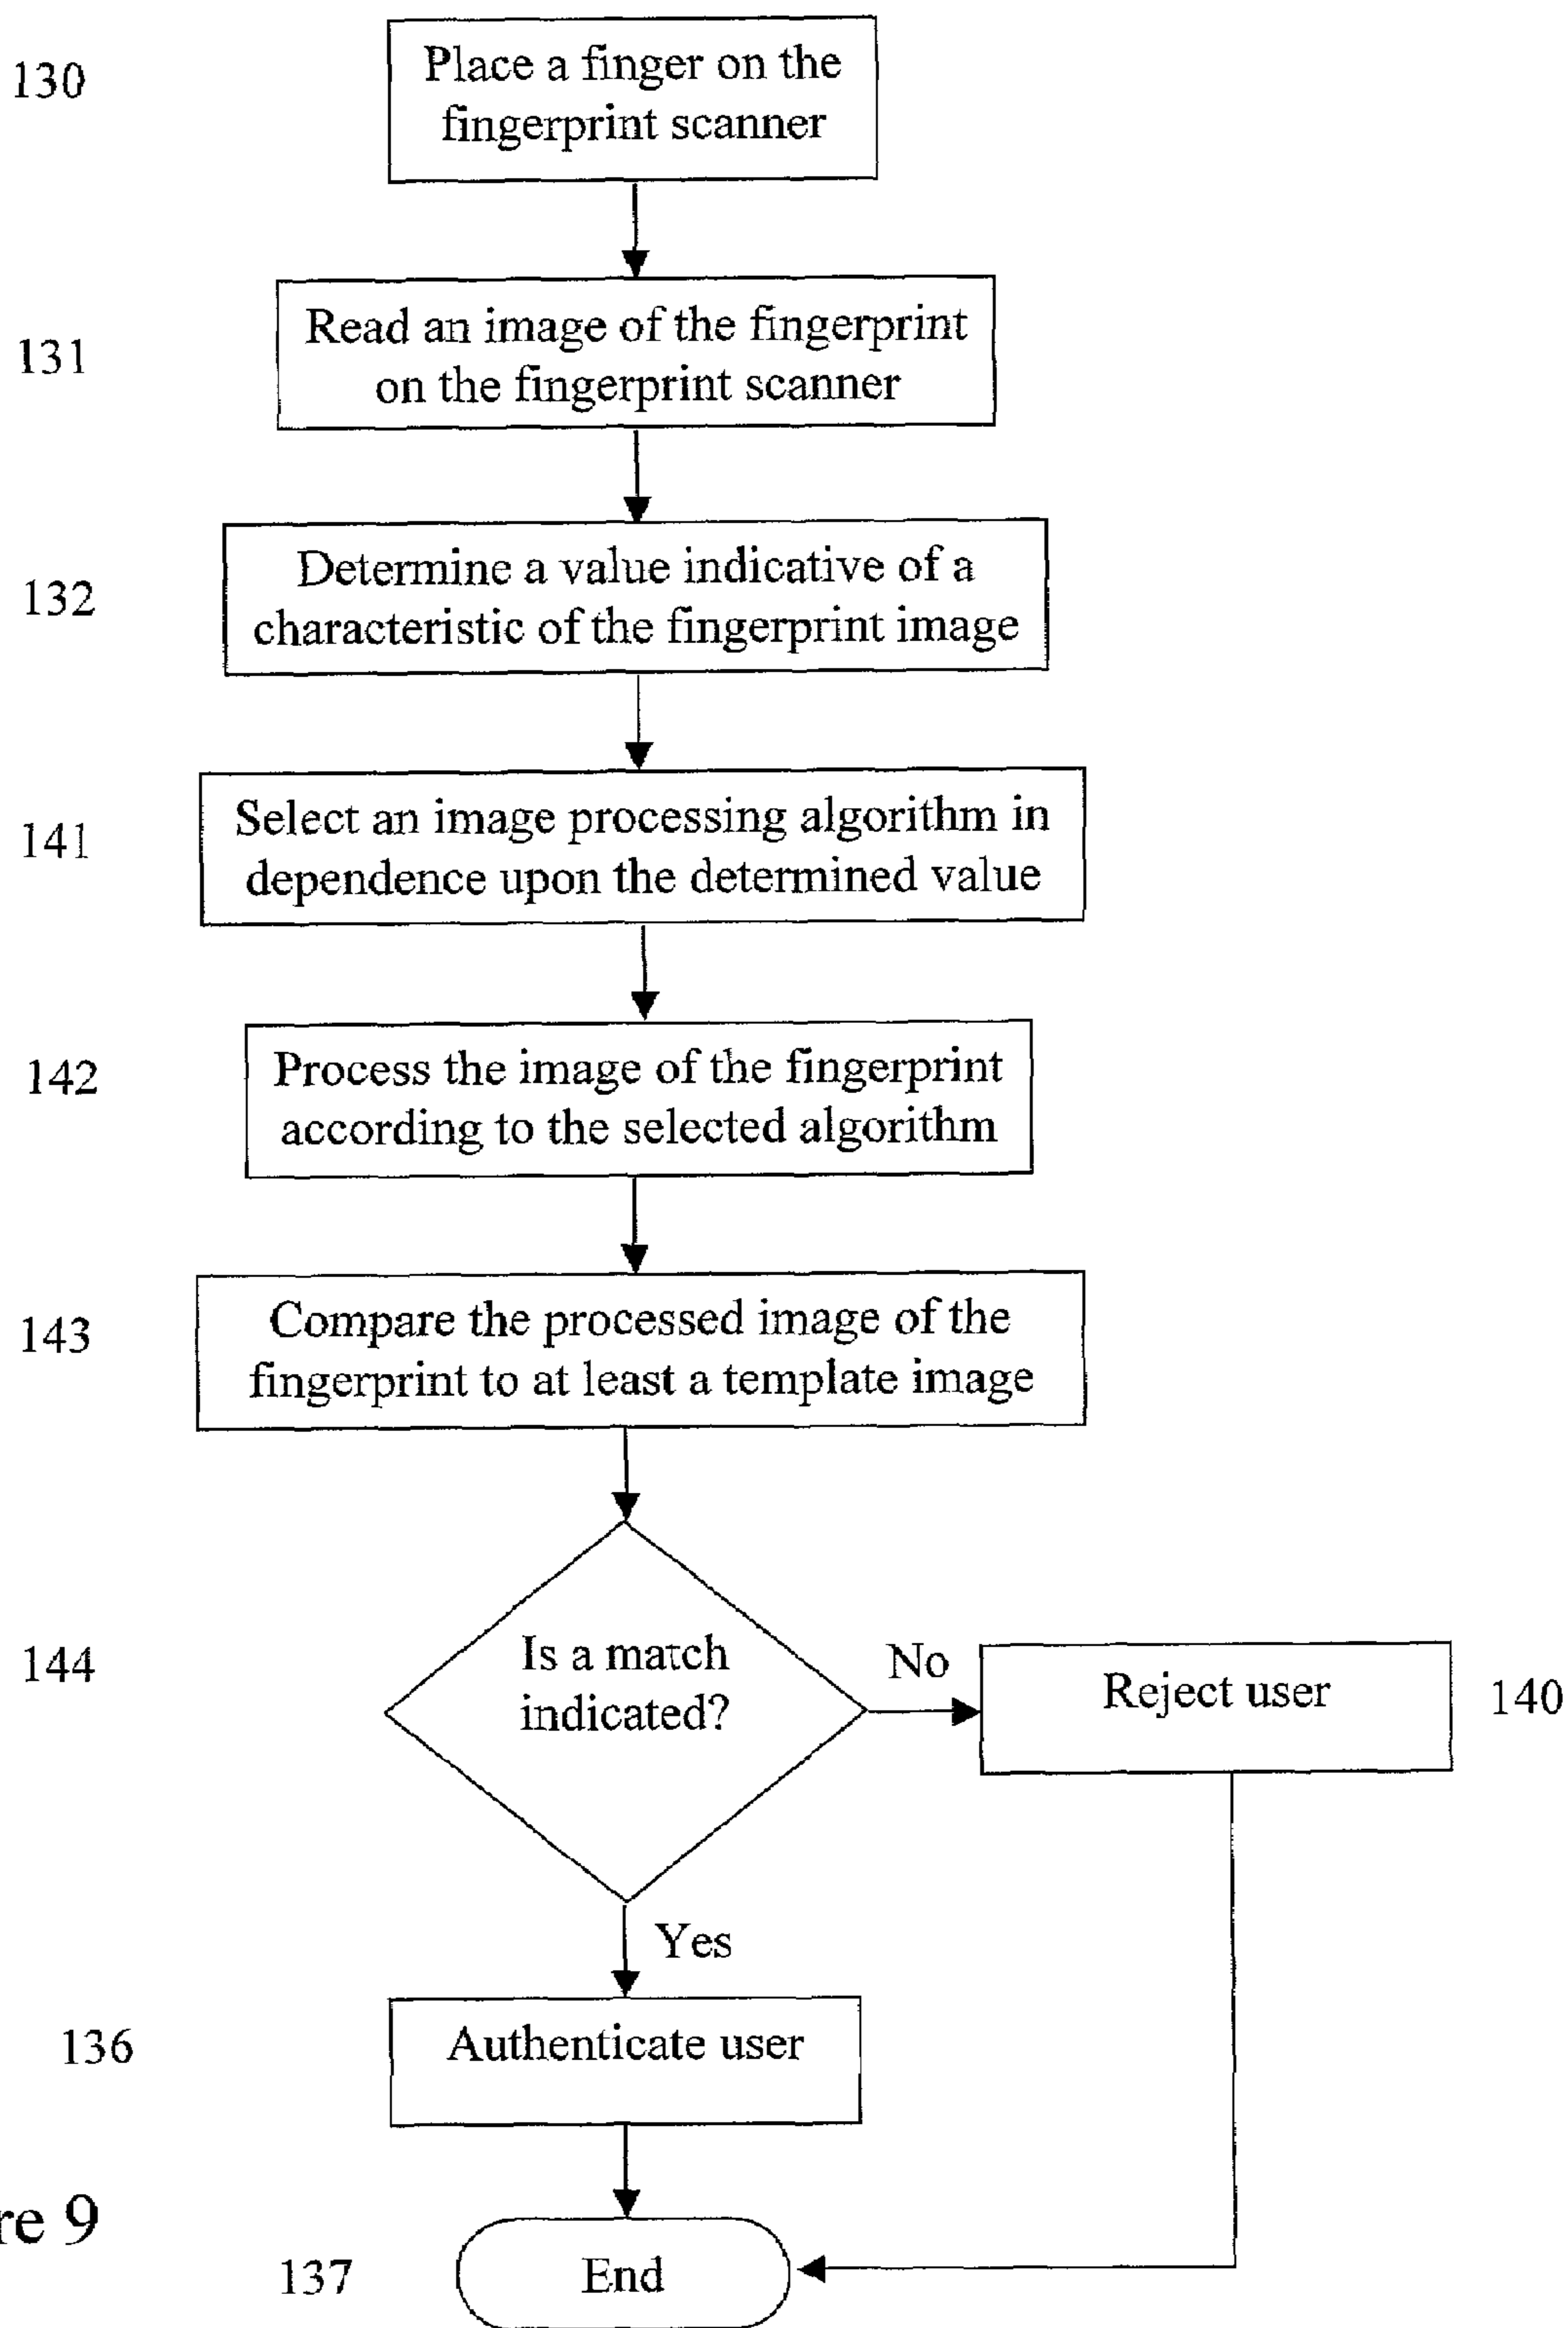 130
Place a finger on the
fingerprint scanner
131
Read an image of the fingerprint
on the fingerprint scanner
132
Determine a value indicative of a
characteristic of the fingerprint image
141
Select an image processing algorithm in
dependence upon the determined value
142
Process the image of the fingerprint
according to the selected algorithm
143
Compare the processed image of the
fingerprint to at least a template image
144
Is a match
indicated?
No
Reject user
140
Yes
136
Authenticate user
re 9
137
End